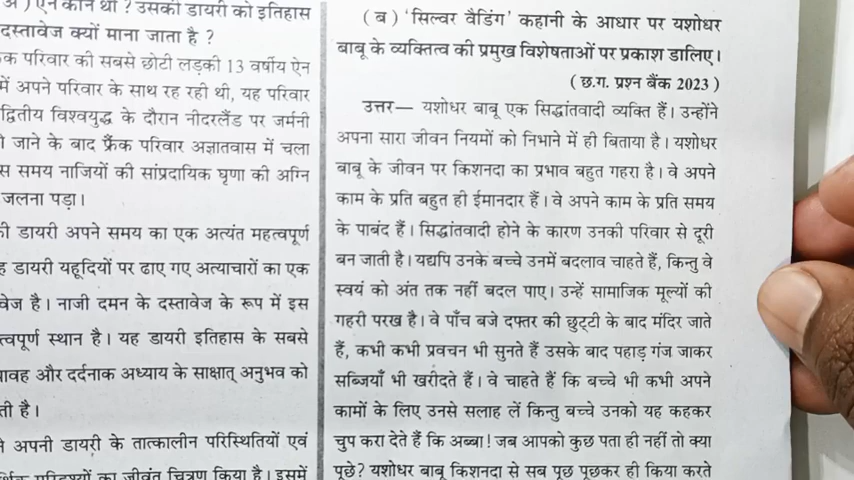 अ ) ऐन कौन थी ? उसकी डायरी को इतिहास
दस्तावेज क्यों माना जाता है ?
क परिवार की सबसे छोटी लड़की 13 वर्षीय ऐन
में अपने परिवार के साथ रह रही थी, यह परिवार
द्वितीय विश्वयुद्ध के दौरान नीदरलैंड पर जर्मनी
जाने के बाद फ्रैंक परिवार अज्ञातवास में चला
स समय नाजियों की सांप्रदायिक घृणा की अग्नि
जलना पड़ा।
की डायरी अपने समय का एक अत्यंत महत्वपूर्ण
ह डायरी यहूदियों पर ढाए गए अत्याचारों का एक
वेज है। नाजी दमन के दस्तावेज के रूप में इस
त्वपूर्ण स्थान है। यह डायरी इतिहास के सबसे
यावह और दर्दनाक अध्याय के साक्षात् अनुभव को
ती है।
ने अपनी डायरी के तात्कालीन परिस्थितियों एवं
का जीवंत चित्रण किया है। इसमें
(ब) 'सिल्वर वैडिंग' कहानी के आधार पर यशोधर
बाबू के व्यक्तित्व की प्रमुख विशेषताओं पर प्रकाश डालिए।
(छ.ग. प्रश्न बैंक 2023)
उत्तर— यशोधर बाबू एक सिद्धांतवादी व्यक्ति हैं। उन्होंने
अपना सारा जीवन नियमों को निभाने में ही बिताया है। यशोधर
बाबू के जीवन पर किशनदा का प्रभाव बहुत गहरा है। वे अपने
काम के प्रति बहुत ही ईमानदार हैं। वे अपने काम के प्रति समय
के पाबंद हैं। सिद्धांतवादी होने के कारण उनकी परिवार से दूरी
बन जाती है। यद्यपि उनके बच्चे उनमें बदलाव चाहते हैं, किन्तु वे
स्वयं को अंत तक नहीं बदल पाए। उन्हें सामाजिक मूल्यों की
गहरी परख है। वे पाँच बजे दफ्तर की छुट्टी के बाद मंदिर जाते
हैं, कभी कभी प्रवचन भी सुनते हैं उसके बाद पहाड़ गंज जाकर
सब्जियाँ भी खरीदते हैं। वे चाहते हैं कि बच्चे भी कभी अपने
कामों के लिए उनसे सलाह लें किन्तु बच्चे उनको यह कहकर
चुप करा देते हैं कि अब्बा! जब आपको कुछ पता ही नहीं तो क्या
पूछे? यशोधर बाबू किशनदा से सब पूछ पूछकर ही किया करते